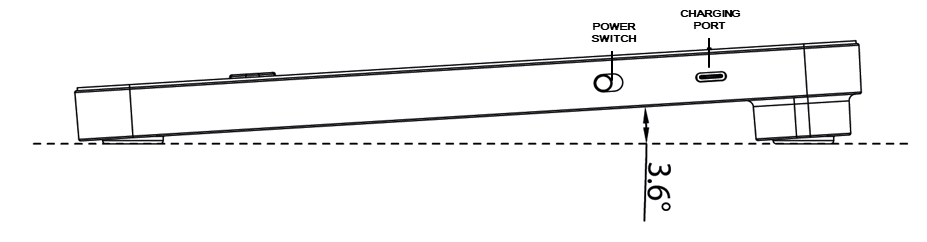 POWER
SWITCH
CHARGING
PORT
3.6°